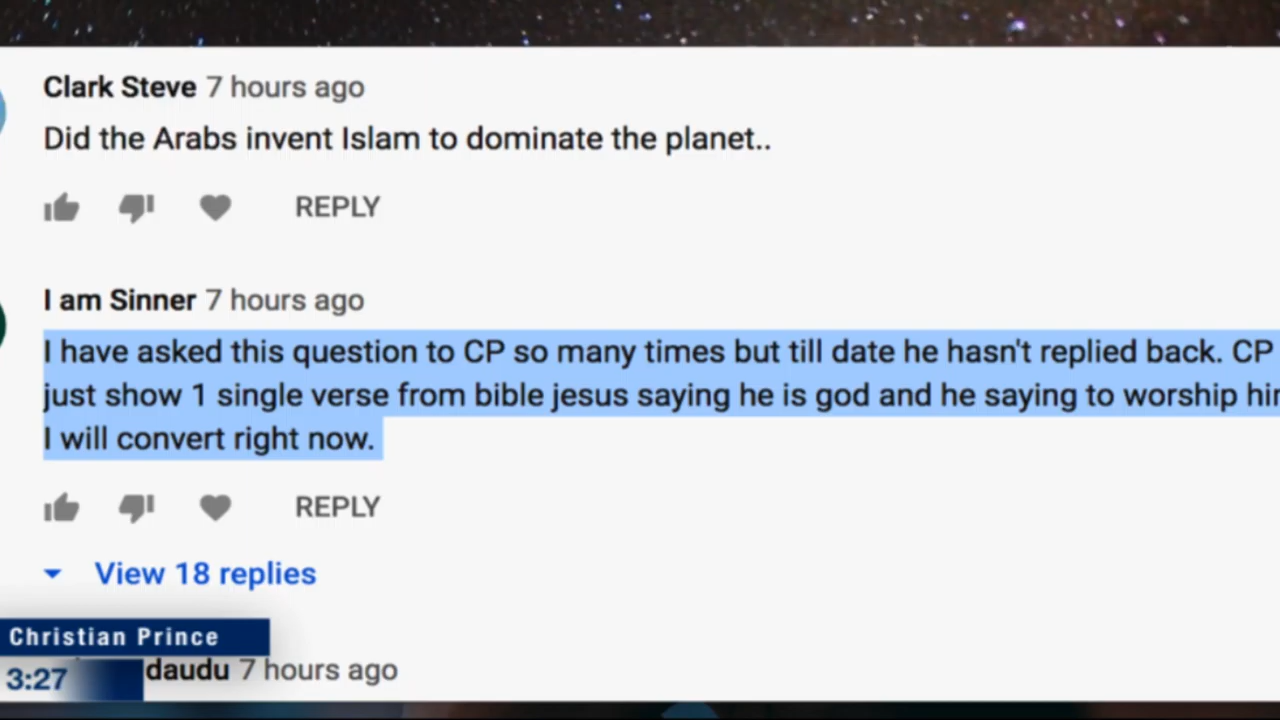 Clark Steve 7 hours ago
Did the Arabs invent Islam to dominate the planet..
REPLY
I am Sinner 7 hours ago
I have asked this question to CP so many times but till date he hasn't replied back. CP
just show 1 single verse from bible jesus saying he is god and he saying to worship
I will convert right now.
REPLY
View 18 replies
Christian Prince
daudu 7 hours ago
3:27